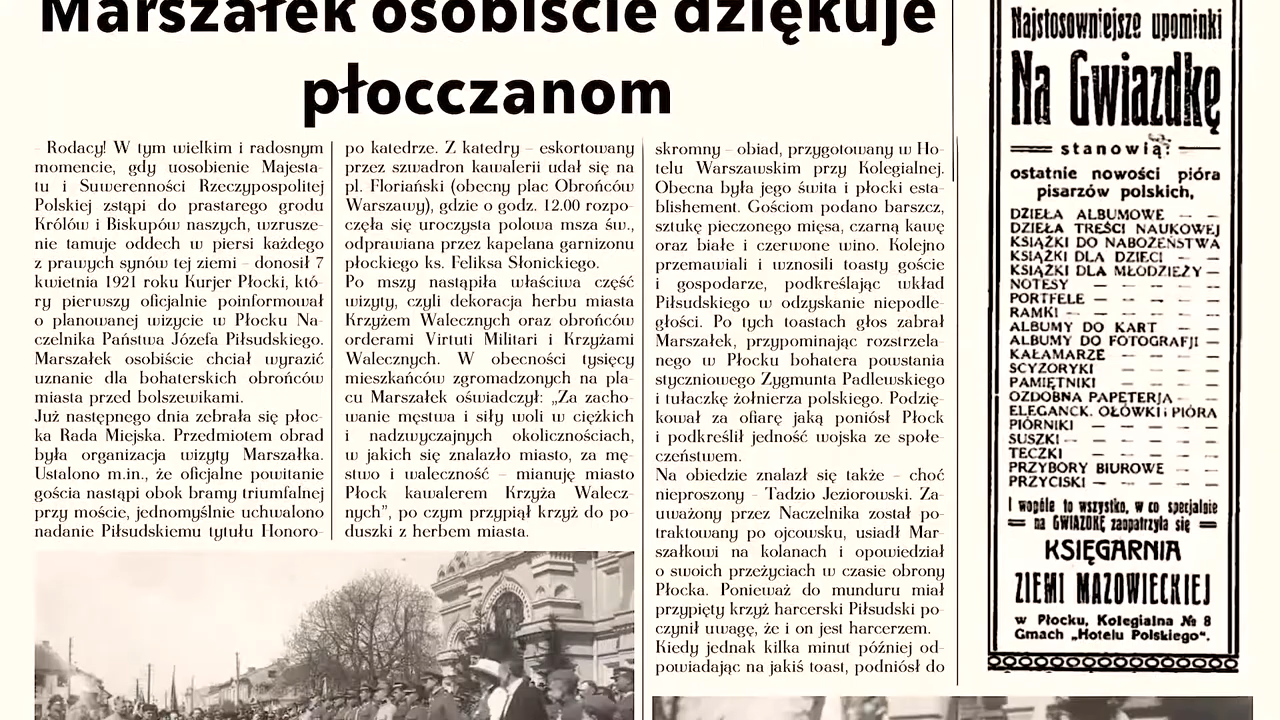 Marszałek osobiście dziękuje
płocczanom
- Rodacy! W tym wielkim i radosnym
momencie, gdy uosobienie Majesta-
tu i Suwerenności Rzeczypospolitej
Polskiej zstąpi do prastarego grodu
Królów i Biskupów naszych, wzrusze-
nie tamuje oddech w piersi każdego
z prawych synów tej ziemi - donosił 7
kwietnia 1921 roku Kurjer Płocki, któ-
ry pierwszy oficjalnie poinformował
o planowanej wizycie w Płocku Na-
czelnika Państwa Józefa Piłsudskiego.
Marszałek osobiście chciał wyrazić
uznanie dla bohaterskich obrońców
miasta przed bolszewikami.
Już następnego dnia zebrała się płoc-
ka Rada Miejska. Przedmiotem obrad
była organizacja wizyty Marszałka.
Ustalono m.in., że oficjalne powitanie
gościa nastąpi obok bramy triumfalnej
przy moście, jednomyślnie uchwalono
nadanie Piłsudskiemu tytułu Honoro-
po katedrze. Z katedry - eskortowany
przez szwadron kawalerii udał się na
pl. Floriański (obecny plac Obrońców
Warszawy), gdzie o godz. 12.00 rozpo-
częła się uroczysta polowa msza św.,
odprawiana przez kapelana garnizonu
płockiego ks. Feliksa Słonickiego.
Po mszy nastąpiła właściwa część
wizyty, czyli dekoracja herbu miasta
Krzyżem Walecznych oraz obrońców
orderami Virtuti Militari i Krzyżami
Walecznych. W obecności tysięcy
mieszkańców zgromadzonych na pla-
cu Marszałek oświadczył: „Za zacho-
wanie męstwa i siły woli w ciężkich
i nadzwyczajnych okolicznościach,
w jakich się znalazło miasto, za mę-
stwo i waleczność - mianuję miasto
Płock kawalerem Krzyża Walecz-
nych”, po czym przypiął krzyż do po-
duszki z herbem miasta.
skromny - obiad, przygotowany w Ho-
telu Warszawskim przy Kolegialnej.
Obecna była jego świta i płocki esta-
blishement. Gościom podano barszcz,
sztukę pieczonego mięsa, czarną kawę
oraz białe i czerwone wino. Kolejno
przemawiali i wznosili toasty goście
i gospodarze, podkreślając wkład
Piłsudskiego w odzyskanie niepodle-
głości. Po tych toastach głos zabrał
Marszałek, przypominając rozstrzela-
nego w Płocku bohatera powstania
styczniowego Zygmunta Padlewskiego
i tułaczkę żołnierza polskiego. Podzię-
kował za ofiarę jaką poniósł Płock
i podkreślił jedność wojska ze społe-
czeństwem.
Na obiedzie znalazł się także - choć
nieproszony - Tadzio Jeziorowski. Za-
uważony przez Naczelnika został po-
traktowany po ojcowsku, usiadł Mar-
szałkowi na kolanach i opowiedział
o swoich przeżyciach w czasie obrony
Płocka. Ponieważ do munduru miał
przypięty krzyż harcerski Piłsudski po-
czynił uwagę, że i on jest harcerzem.
Kiedy jednak kilka minut później od-
powiadając na jakiś toast, podniósł do
Najstosowniejsze upominki
Na Gwiazdkę
stanowią:
ostatnie nowości pióra
pisarzów polskich,
DZIEŁA ALBUMOWE — —
DZIEŁA TREŚCI NAUKOWEJ
KSIĄŻKI DO NABOŻEŃSTWA
KSIĄŻKI DLA DZIECI — —
KSIĄŻKI DLA MŁODZIEŻY —
NOTESY — — — —
PORTFELE — — — —
RAMKI — — — — —
ALBUMY DO KART — —
ALBUMY DO FOTOGRAFJI —
KAŁAMARZE — — — —
SCYZORYKI — — — —
PAMIĘTNIKI — — — —
OZDOBNA PAPETERJA — —
ELEGANCK. OŁÓWKI i PIÓRA
PIÓRNIKI — — — —
SUSZKI — — — — —
TECZKI — — — — —
PRZYBORY BIUROWE — —
PRZYCISKI — — — —
I wogóle to wszystko, w co specjalnie
na GWIAZDKĘ zaopatrzyła się
KSIĘGARNIA
ZIEMI MAZOWIECKIEJ
w Płocku, Kolegialna № 8
Gmach „Hotelu Polskiego”.